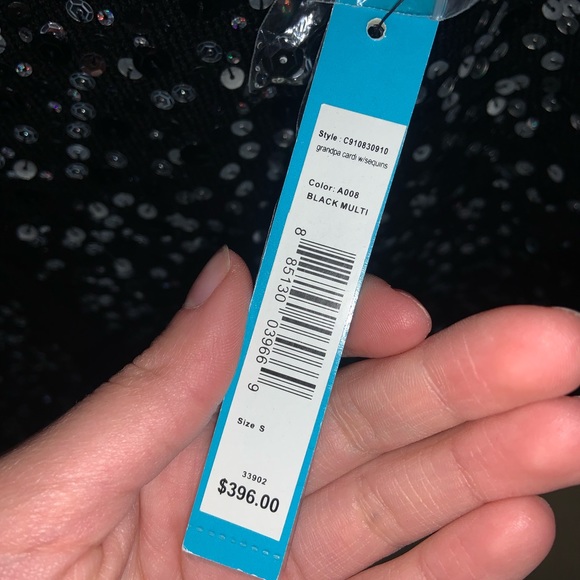 Style : C910830910
grandpa cardi w/sequins
Color: A008
BLACK MULTI
8 85130 03966 9
Size S
33902
$396.00